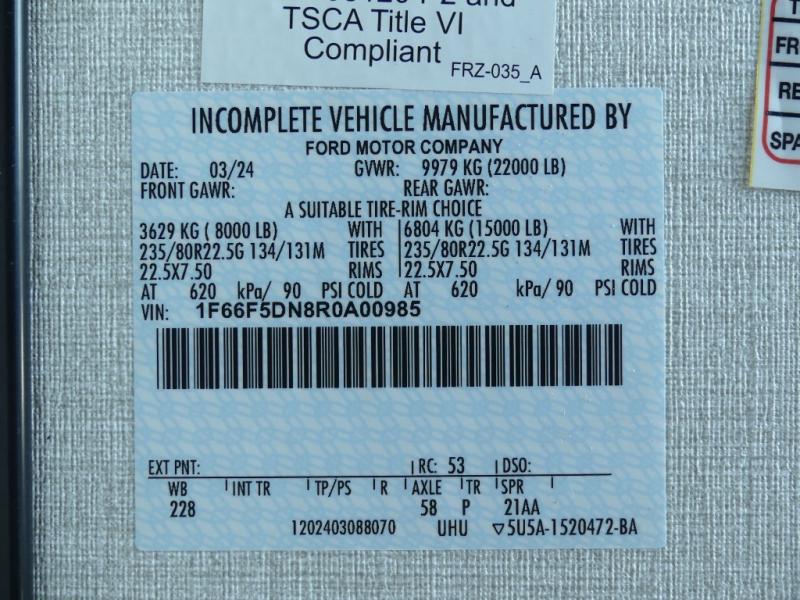 TSCA Title VI
Compliant
FRZ-035_A
INCOMPLETE VEHICLE MANUFACTURED BY
FORD MOTOR COMPANY
DATE: 03/24 GVWR: 9979 KG (22000 LB)
FRONT GAWR: REAR GAWR:
A SUITABLE TIRE-RIM CHOICE
3629 KG ( 8000 LB) WITH 6804 KG (15000 LB) WITH
235/80R22.5G 134/131M TIRES 235/80R22.5G 134/131M TIRES
22.5X7.50 RIMS 22.5X7.50 RIMS
AT 620 kPa/ 90 PSI COLD AT 620 kPa/ 90 PSI COLD
VIN: 1F66F5DN8R0A00985
EXT PNT: RC: 53 DSO:
WB INT TR TP/PS R AXLE TR SPR
228 58 P 21AA
1202403088070 UHU ▽5U5A-1520472-BA
FR
RE
SPA